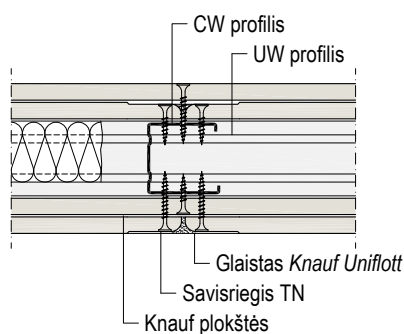 CW profilis
UW profilis
Glaistas Knauf Uniflott
Savisriegis TN
Knauf plokštės